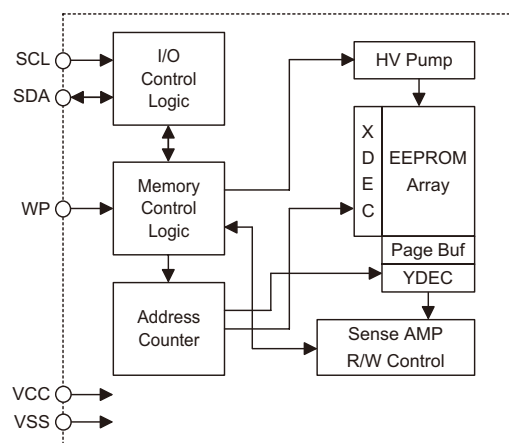 SCL
SDA
WP
VCC
VSS
I/O
Control
Logic
Memory
Control
Logic
Address
Counter
HV Pump
X
D
E
C
EEPROM
Array
Page Buf
YDEC
Sense AMP
R/W Control